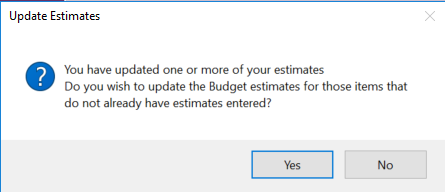 Update Estimates
You have updated one or more of your estimates
Do you wish to update the Budget estimates for those items that
do not already have estimates entered?
Yes
No